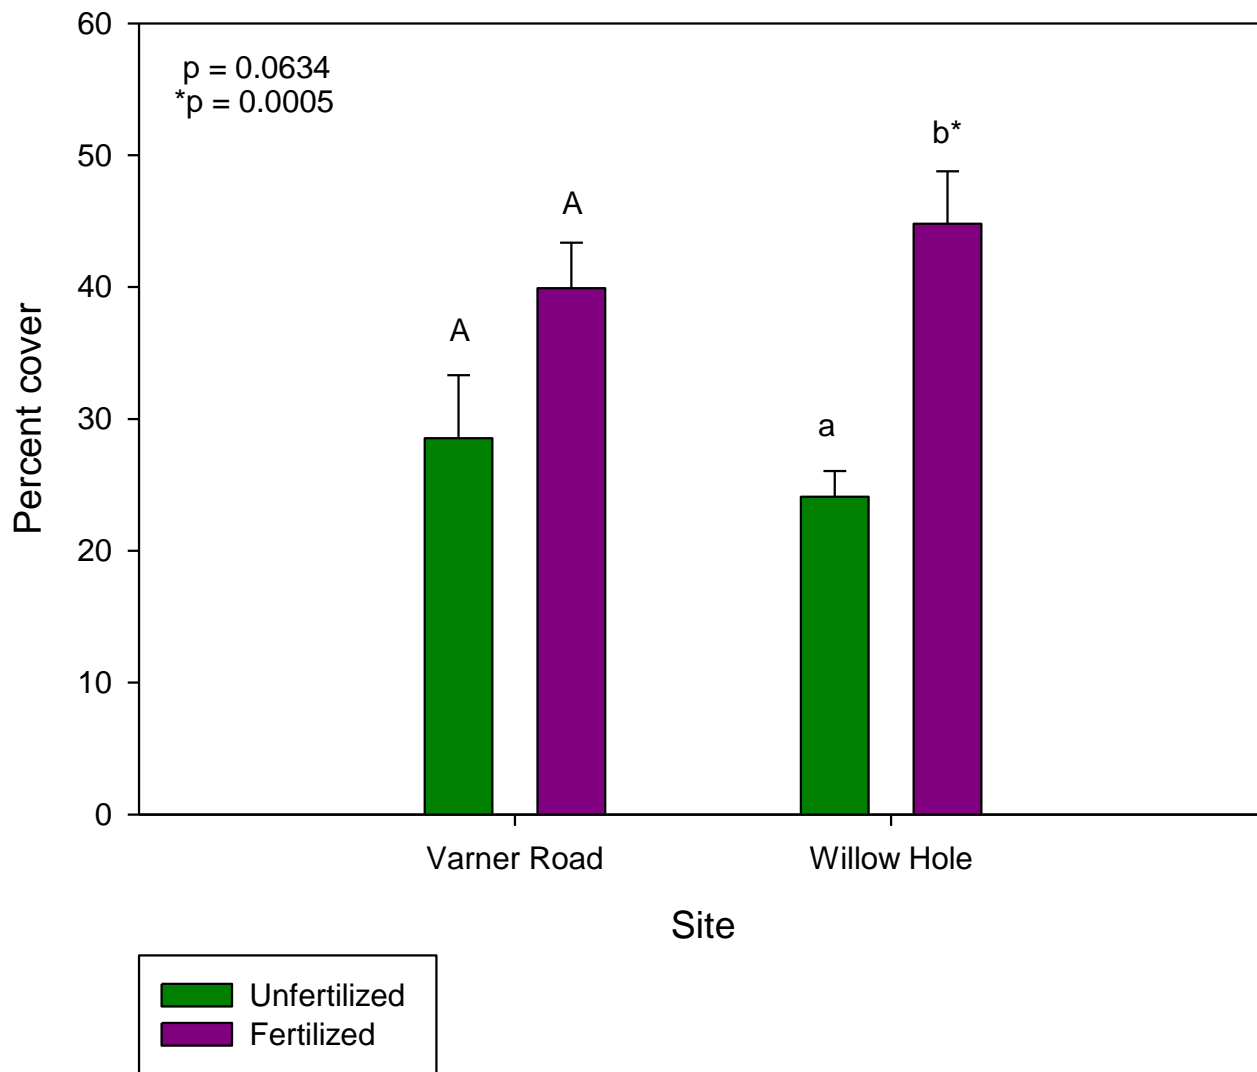 60
p = 0.0634
*p = 0.0005
50
b*
A
40
A
a
30
20
10
0
Percent cover
Varner Road
Willow Hole
Site
Unfertilized
Fertilized